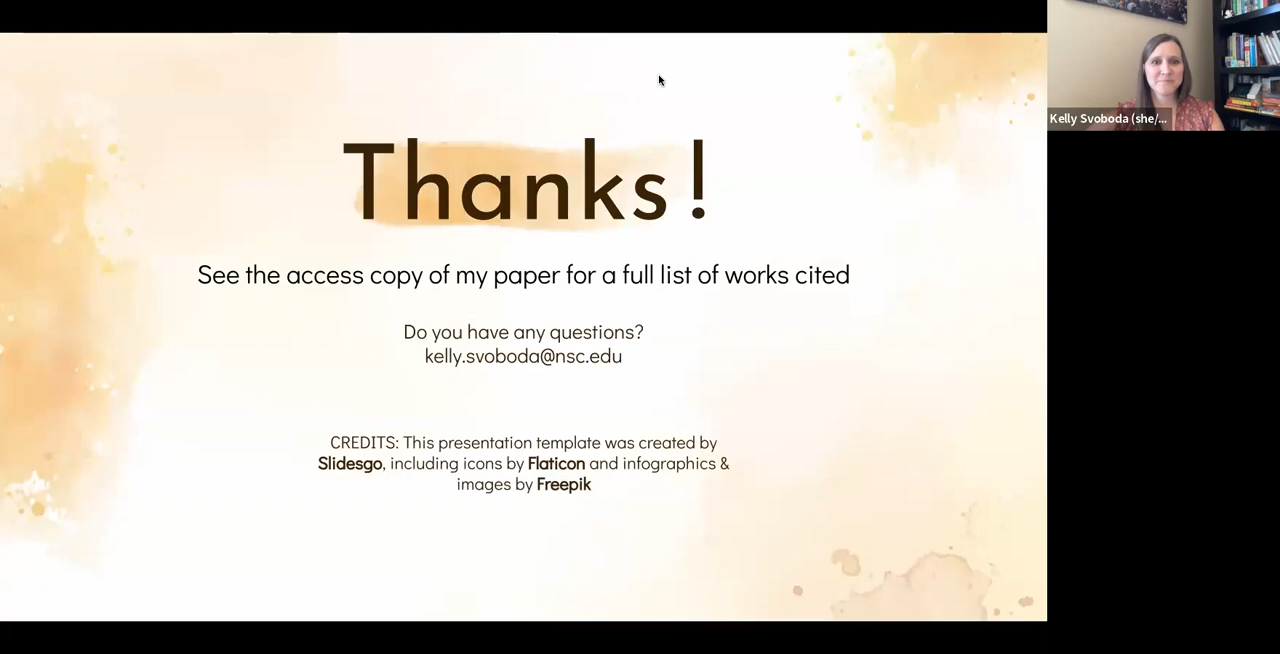 Thanks!
See the access copy of my paper for a full list of works cited
Do you have any questions?
kelly.svoboda@nsc.edu
CREDITS: This presentation template was created by
Slidesgo, including icons by Flaticon and infographics &
images by Freepik
Kelly Svoboda (she/...